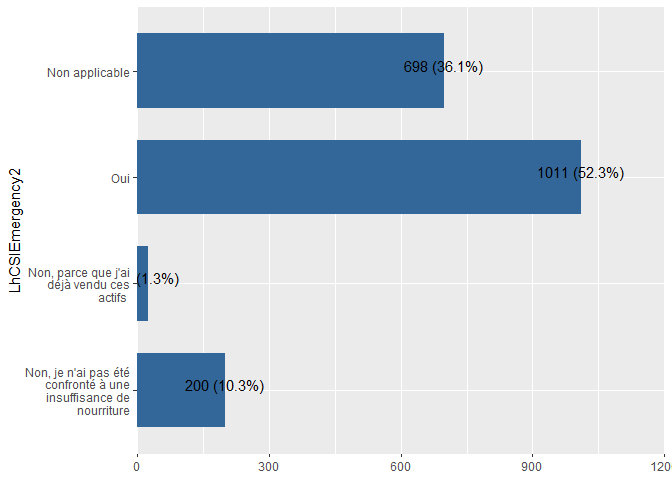 LhCSIEmergency2
Non applicable
698 (36.1%)
Oui
1011 (52.3%)
Non, parce que j'ai
déjà vendu ces
actifs
(1.3%)
Non, je n'ai pas été
confronté à une
insuffisance de
nourriture
200 (10.3%)
0
300
600
900
120